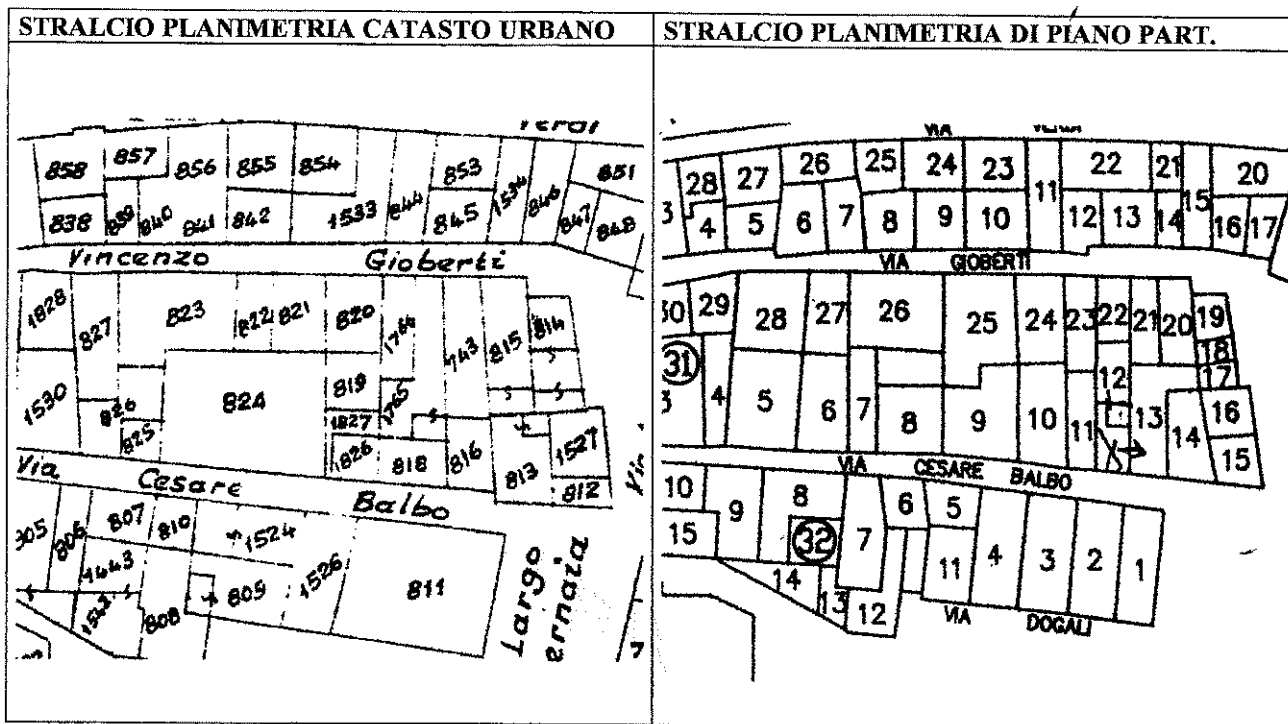 STRALCIO PLANIMETRIA CATASTO URBANO
858 857 856 855 854 853 851
838 839 840 841 842 1533 844 845 1534 846 847 848
Vincenzo Gioberti
1828 827 823 822 821 820 1764 743 815 814
1530 826 825 824 819 1827 1826 1765 818 816 813 1527 812
Via Cesare Balbo
806 807 810 1524
1443 808 809 1526 811
Largo
7
STRALCIO PLANIMETRIA DI PIANO PART.
VIA
28 27 26 25 24 23 11 22 21 15 20
3 4 5 6 7 8 9 10 12 13 14 16 17
VIA GIOBERTI
30 29 28 27 26 25 24 23 22 21 20 19
18
17
31
3 4 5 6 7 8 9 10 11 12 13 14 16
15
VIA CESARE BALBO
10 9 8 6 5
15 32 7 11 4 3 2 1
14 13 12
VIA DOGALI